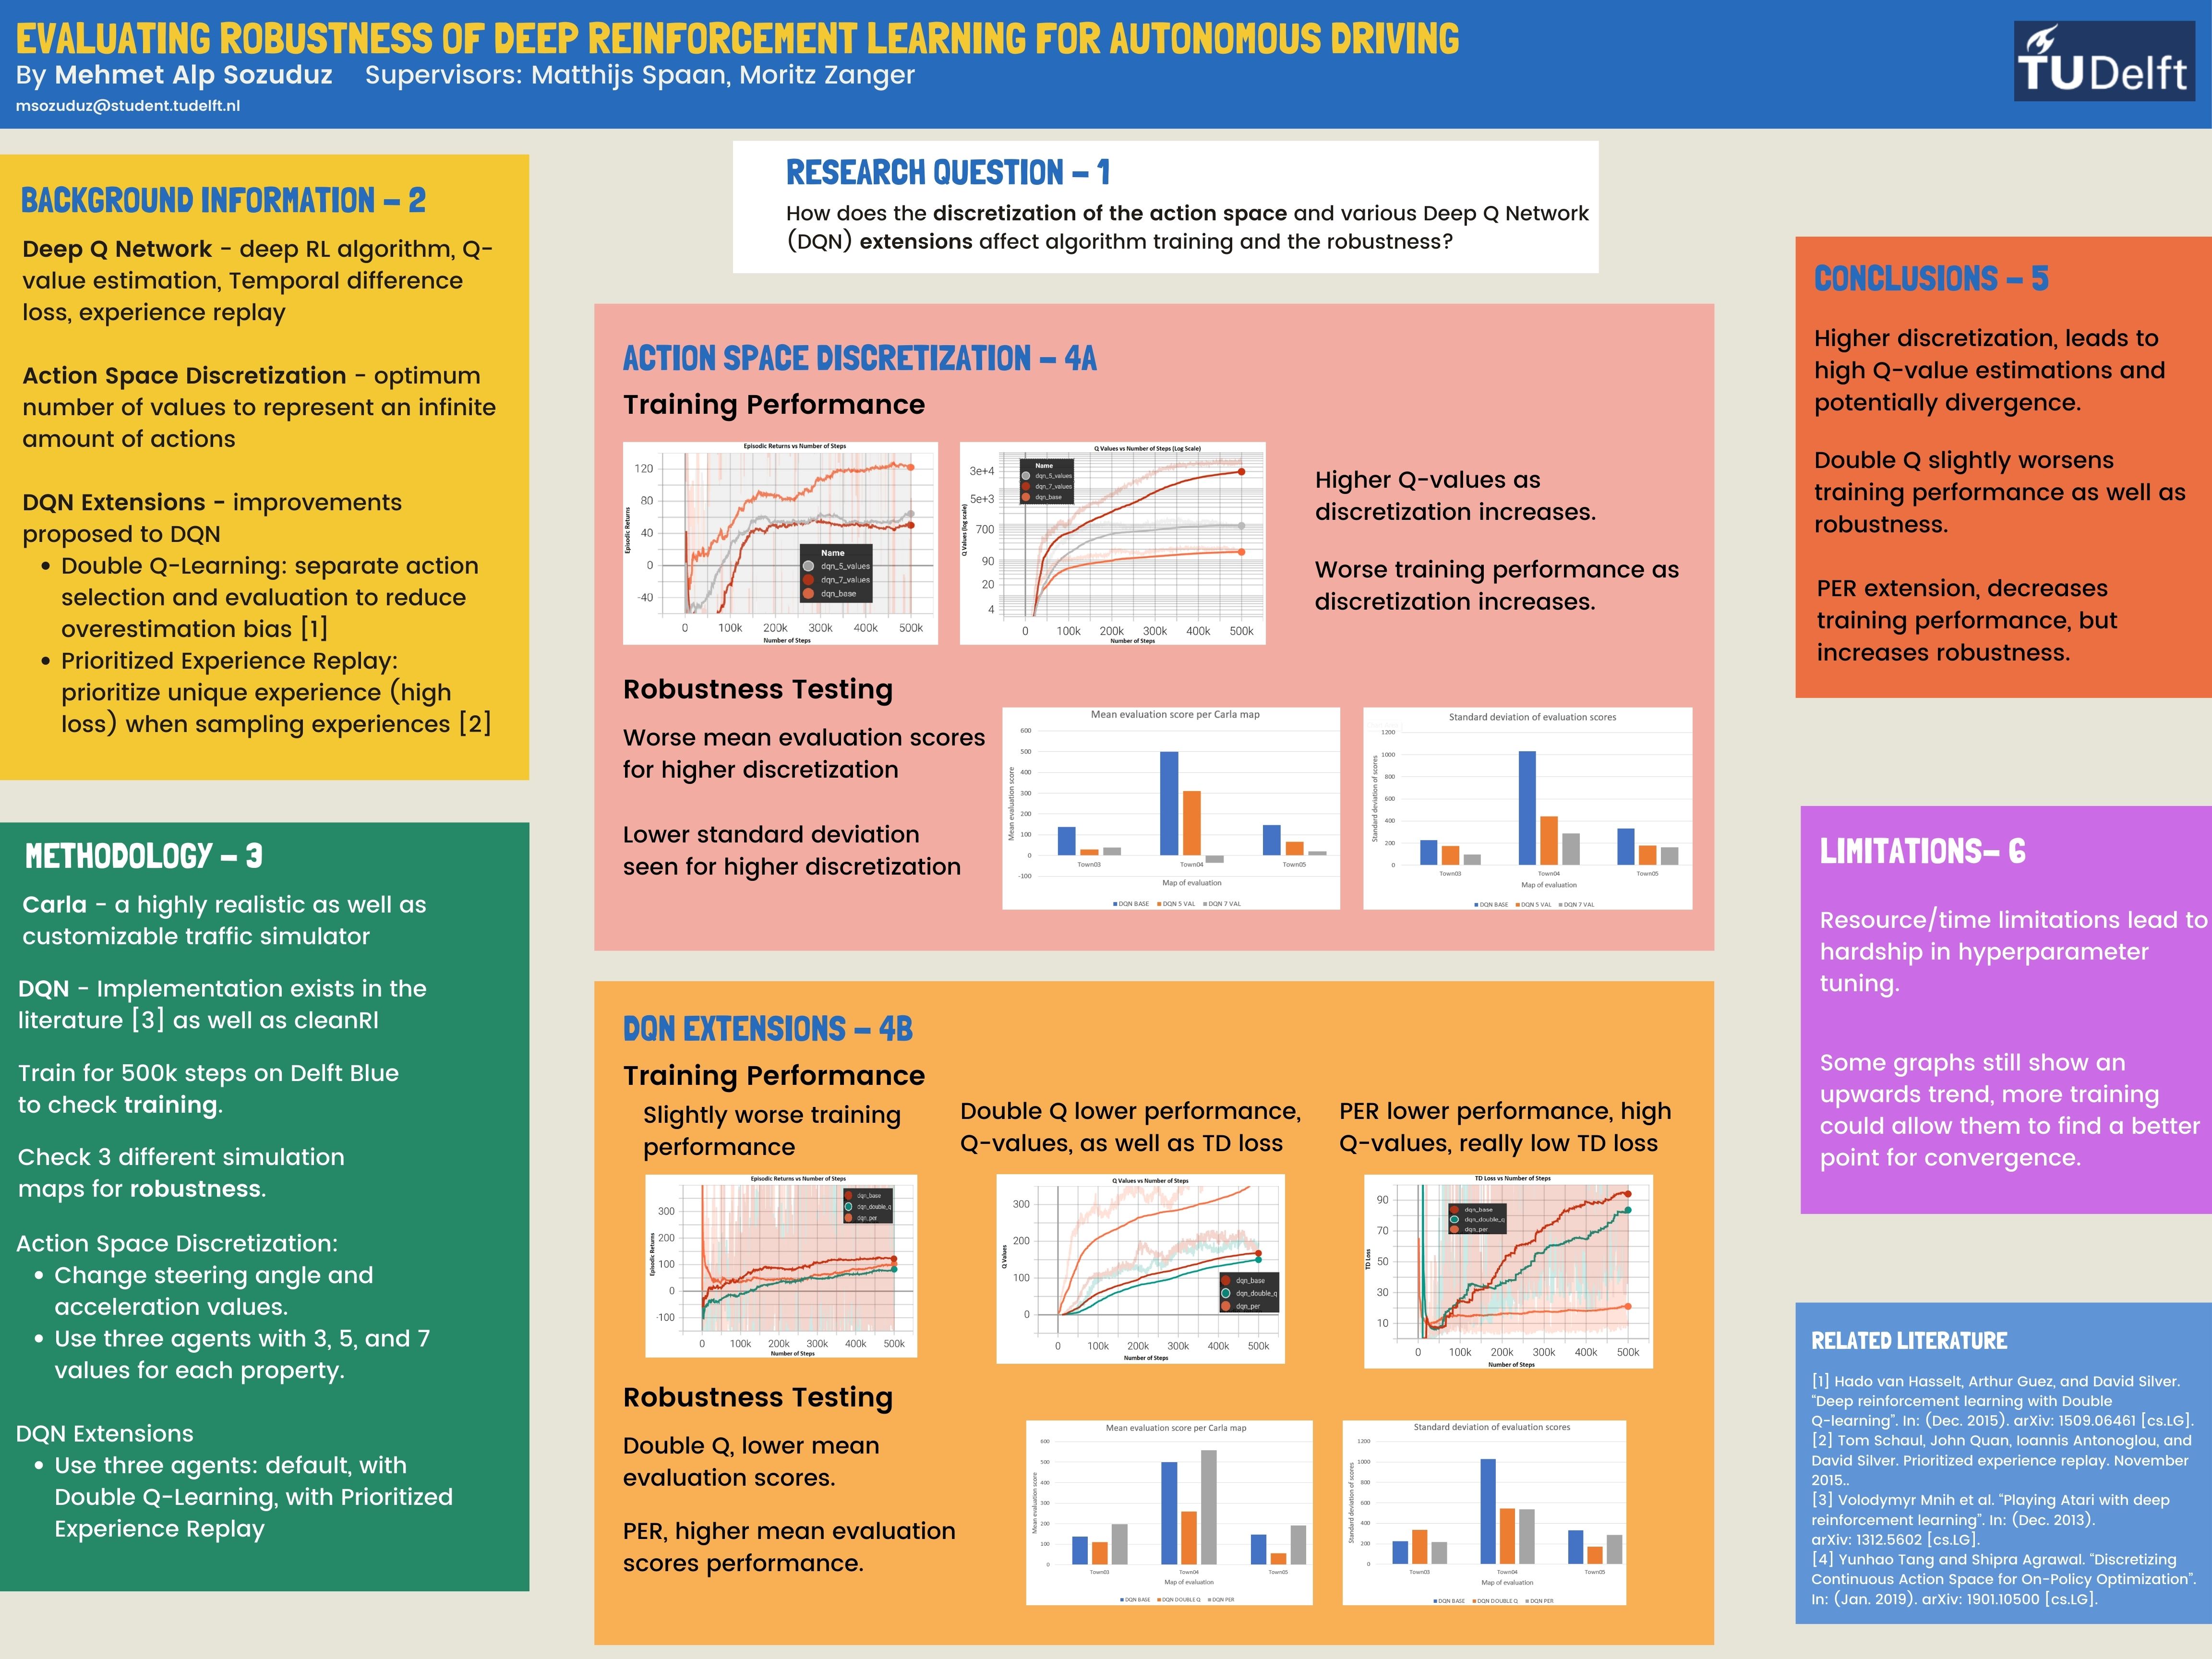 EVALUATING ROBUSTNESS OF DEEP REINFORCEMENT LEARNING FOR AUTONOMOUS DRIVING
By Mehmet Alp Sozuduz Supervisors: Matthijs Spaan, Moritz Zanger
msozuduz@student.tudelft.nl
TUDelft
RESEARCH QUESTION – 1
How does the discretization of the action space and various Deep Q Network
(DQN) extensions affect algorithm training and the robustness?
BACKGROUND INFORMATION – 2
Deep Q Network - deep RL algorithm, Q-
value estimation, Temporal difference
loss, experience replay
Action Space Discretization - optimum
number of values to represent an infinite
amount of actions
DQN Extensions - improvements
proposed to DQN
• Double Q-Learning: separate action
selection and evaluation to reduce
overestimation bias [1]
• Prioritized Experience Replay:
prioritize unique experience (high
loss) when sampling experiences [2]
METHODOLOGY – 3
Carla - a highly realistic as well as
customizable traffic simulator
DQN - Implementation exists in the
literature [3] as well as cleanRl
Train for 500k steps on Delft Blue
to check training.
Check 3 different simulation
maps for robustness.
Action Space Discretization:
• Change steering angle and
acceleration values.
• Use three agents with 3, 5, and 7
values for each property.
DQN Extensions
• Use three agents: default, with
Double Q-Learning, with Prioritized
Experience Replay
ACTION SPACE DISCRETIZATION – 4A
Training Performance
Episodic Returns vs Number of Steps
Episodic Returns
120
80
40
0
-40
Name
dqn_5_values
dqn_7_values
dqn_base
0 100k 200k 300k 400k 500k
Number of Steps
Q Values vs Number of Steps (Log Scale)
Q Values (log scale)
3e+4
5e+3
700
90
20
4
Name
dqn_5_values
dqn_7_values
dqn_base
0 100k 200k 300k 400k 500k
Number of Steps
Higher Q-values as
discretization increases.
Worse training performance as
discretization increases.
Robustness Testing
Worse mean evaluation scores
for higher discretization
Lower standard deviation
seen for higher discretization
Mean evaluation score per Carla map
Mean evaluation score
600
500
400
300
200
100
0
-100
Town03 Town04 Town05
Map of evaluation
DQN BASE DQN 5 VAL DQN 7 VAL
Standard deviation of evaluation scores
Standard deviation of scores
1200
1000
800
600
400
200
0
Town03 Town04 Town05
Map of evaluation
DQN BASE DQN 5 VAL DQN 7 VAL
DQN EXTENSIONS – 4B
Training Performance
Slightly worse training
performance
Episodic Returns vs Number of Steps
Episodic Returns
300
200
100
0
-100
dqn_base
dqn_double_q
dqn_per
0 100k 200k 300k 400k 500k
Number of Steps
Double Q lower performance,
Q-values, as well as TD loss
Q Values vs Number of Steps
Q Values
300
200
100
0
dqn_base
dqn_double_q
dqn_per
0 100k 200k 300k 400k 500k
Number of Steps
PER lower performance, high
Q-values, really low TD loss
TD Loss vs Number of Steps
TD Loss
90
70
50
30
10
dqn_base
dqn_double_q
dqn_per
0 100k 200k 300k 400k 500k
Number of Steps
Robustness Testing
Double Q, lower mean
evaluation scores.
PER, higher mean evaluation
scores performance.
Mean evaluation score per Carla map
Mean evaluation score
600
500
400
300
200
100
0
Town03 Town04 Town05
Map of evaluation
DQN BASE DQN DOUBLE Q DQN PER
Standard deviation of evaluation scores
Standard deviation of scores
1200
1000
800
600
400
200
0
Town03 Town04 Town05
Map of evaluation
DQN BASE DQN DOUBLE Q DQN PER
CONCLUSIONS – 5
Higher discretization, leads to
high Q-value estimations and
potentially divergence.
Double Q slightly worsens
training performance as well as
robustness.
PER extension, decreases
training performance, but
increases robustness.
LIMITATIONS– 6
Resource/time limitations lead to
hardship in hyperparameter
tuning.
Some graphs still show an
upwards trend, more training
could allow them to find a better
point for convergence.
RELATED LITERATURE
[1] Hado van Hasselt, Arthur Guez, and David Silver.
“Deep reinforcement learning with Double
Q-learning”. In: (Dec. 2015). arXiv: 1509.06461 [cs.LG].
[2] Tom Schaul, John Quan, Ioannis Antonoglou, and
David Silver. Prioritized experience replay. November
2015..
[3] Volodymyr Mnih et al. “Playing Atari with deep
reinforcement learning”. In: (Dec. 2013).
arXiv: 1312.5602 [cs.LG].
[4] Yunhao Tang and Shipra Agrawal. “Discretizing
Continuous Action Space for On-Policy Optimization”.
In: (Jan. 2019). arXiv: 1901.10500 [cs.LG].